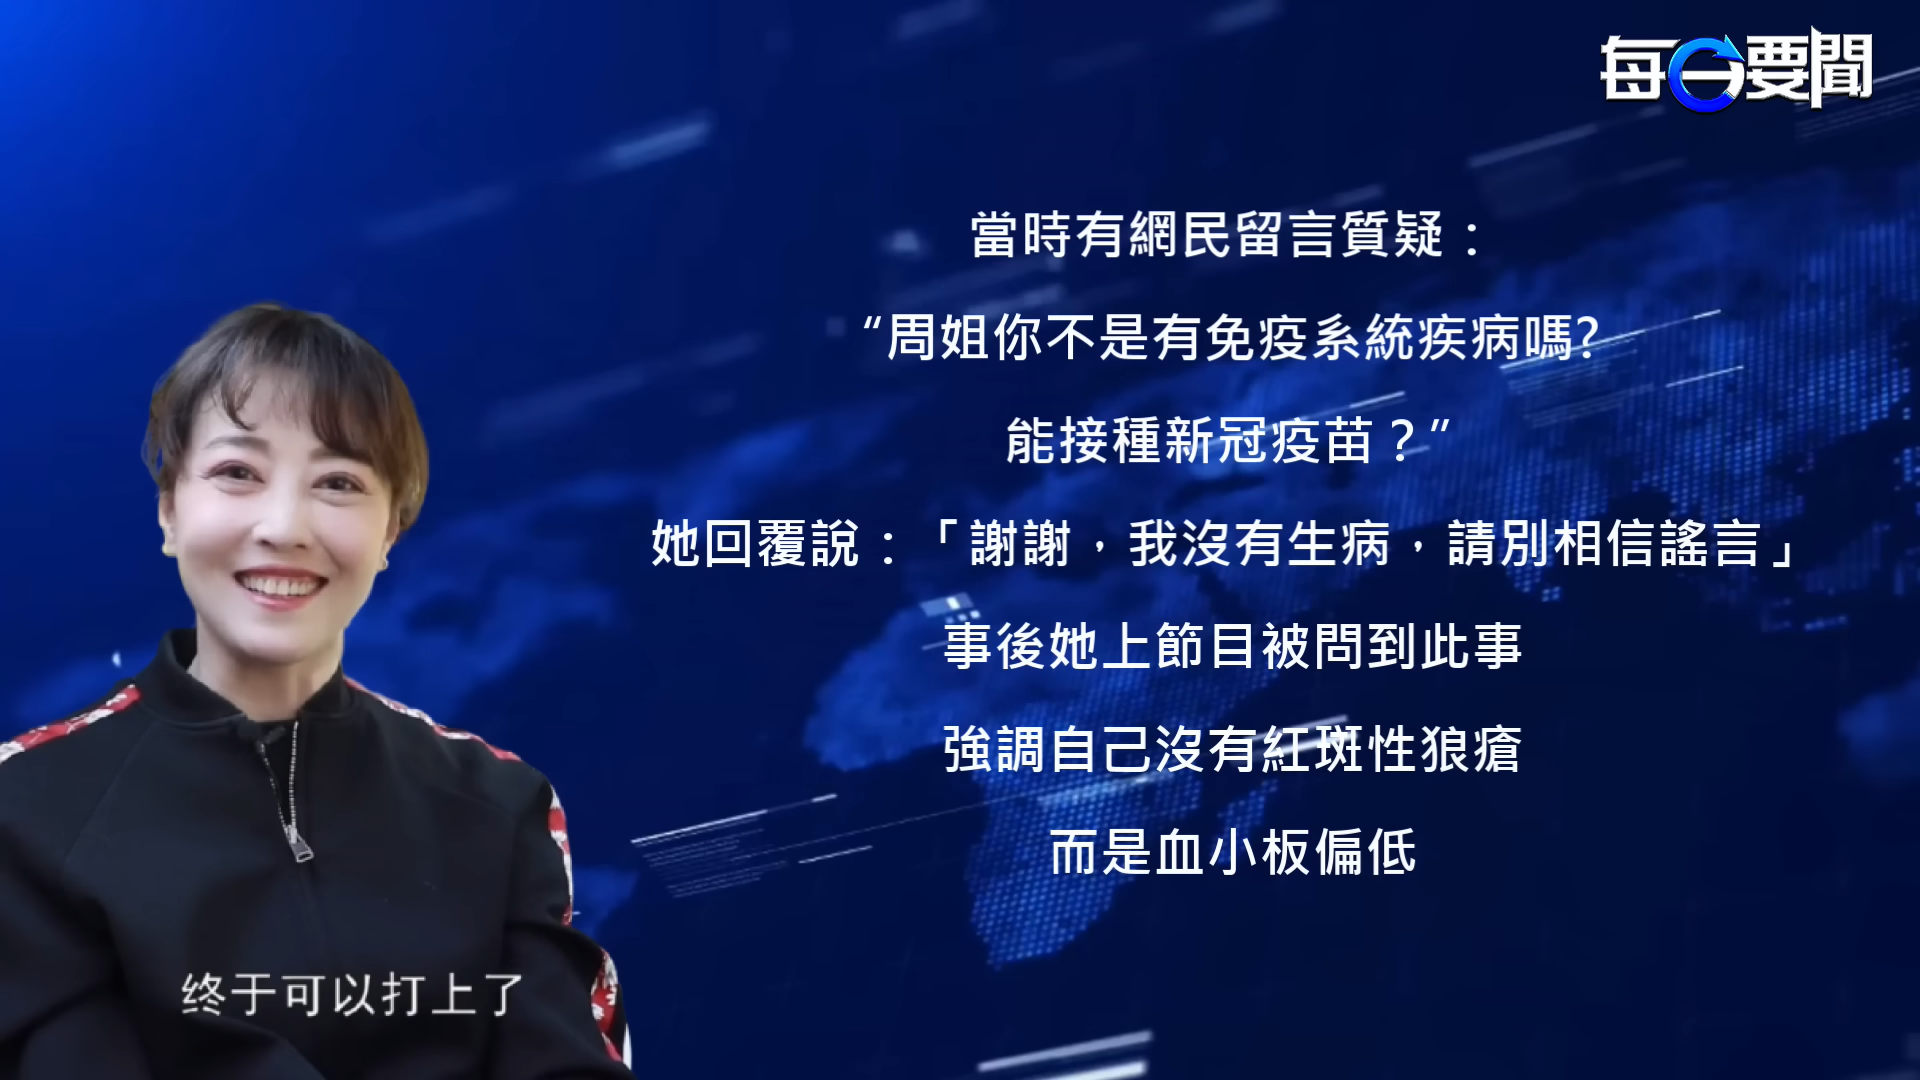 每日要聞
當時有網民留言質疑：
“周姐你不是有免疫系統疾病嗎?
能接種新冠疫苗？”
她回覆說：「謝謝，我沒有生病，請別相信謠言」
事後她上節目被問到此事
強調自己沒有紅斑性狼瘡
而是血小板偏低
终于可以打上了